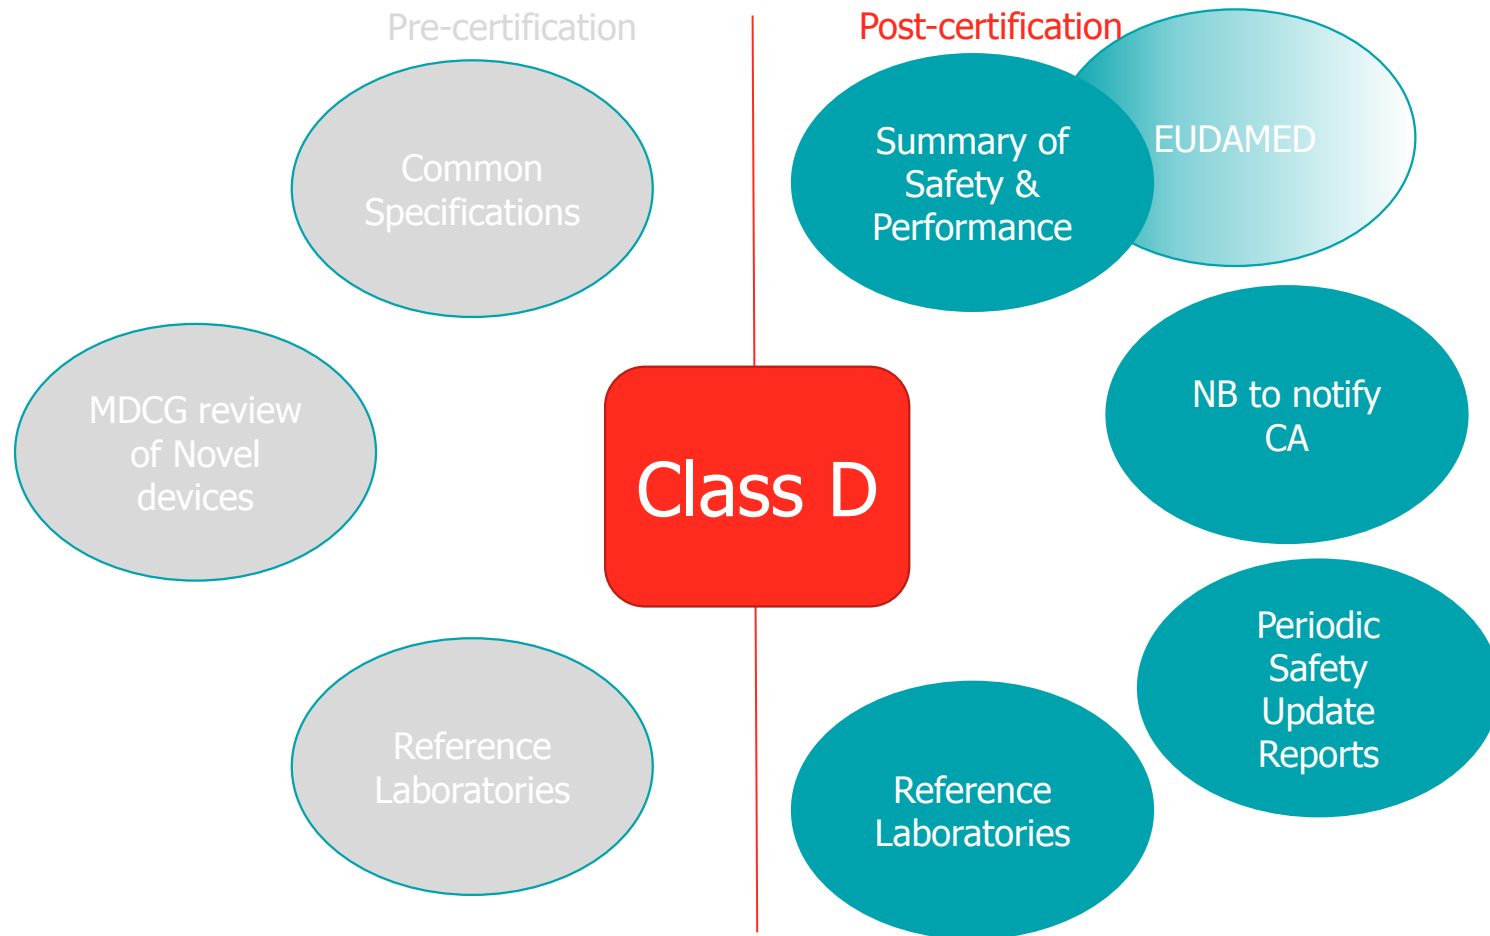 Pre-certification
Post-certification
Common
Specifications
MDCG review
of Novel
devices
Reference
Laboratories
Class D
Summary of
Safety &
Performance
EUDAMED
NB to notify
CA
Periodic
Safety
Update
Reports
Reference
Laboratories